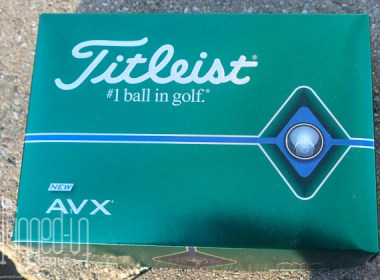 Titleist®
#1 ball in golf.®
NEW
AVX®